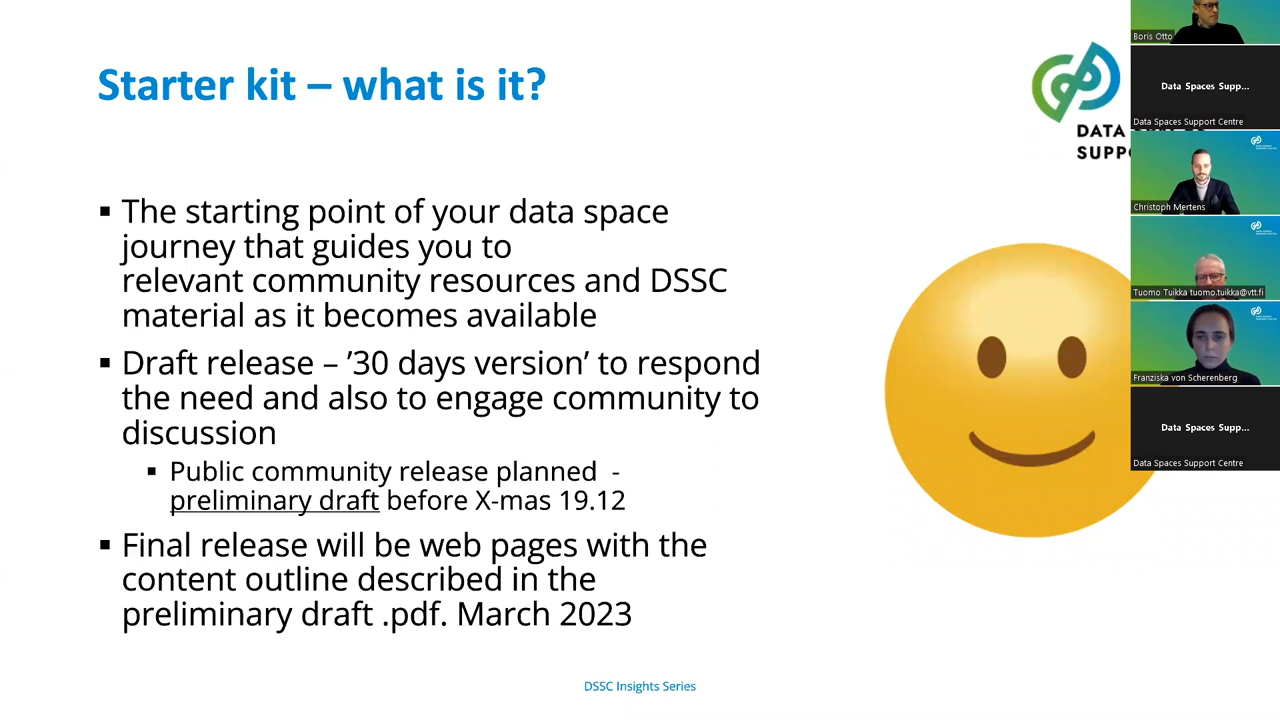 Starter kit – what is it?
▪ The starting point of your data space
journey that guides you to
relevant community resources and DSSC
material as it becomes available
▪ Draft release – ’30 days version’ to respond
the need and also to engage community to
discussion
▪ Public community release planned -
preliminary draft before X-mas 19.12
▪ Final release will be web pages with the
content outline described in the
preliminary draft .pdf. March 2023
DSSC Insights Series
DATA
SUPP
Boris Otto
Data Spaces Supp...
Data Spaces Support Centre
Christoph Mertens
Tuomo Tuikka tuomo.tuikka@vtt.fi
Franziska von Scherenberg
Data Spaces Supp...
Data Spaces Support Centre